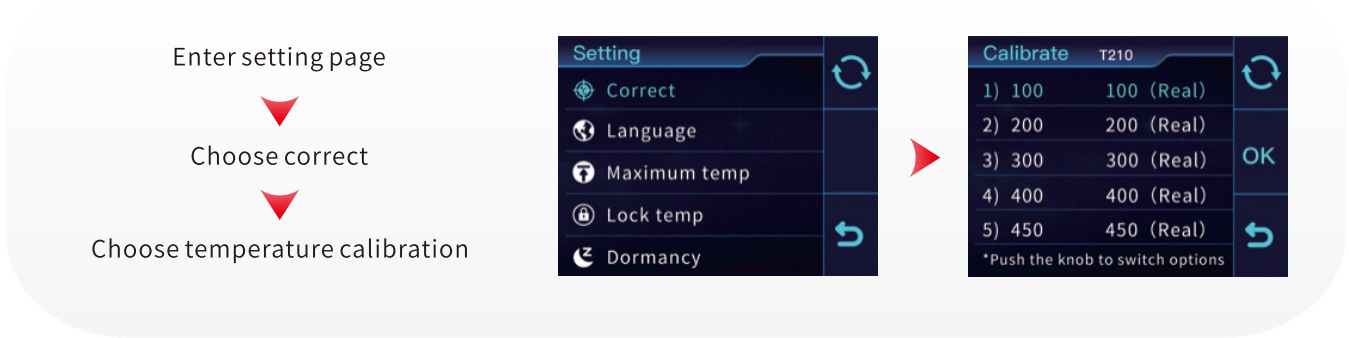 Enter setting page
Choose correct
Choose temperature calibration
Setting
Correct
Language
Maximum temp
Lock temp
Dormancy
Calibrate T210
1) 100 100 (Real)
2) 200 200 (Real)
3) 300 300 (Real)
4) 400 400 (Real)
5) 450 450 (Real)
*Push the knob to switch options
OK